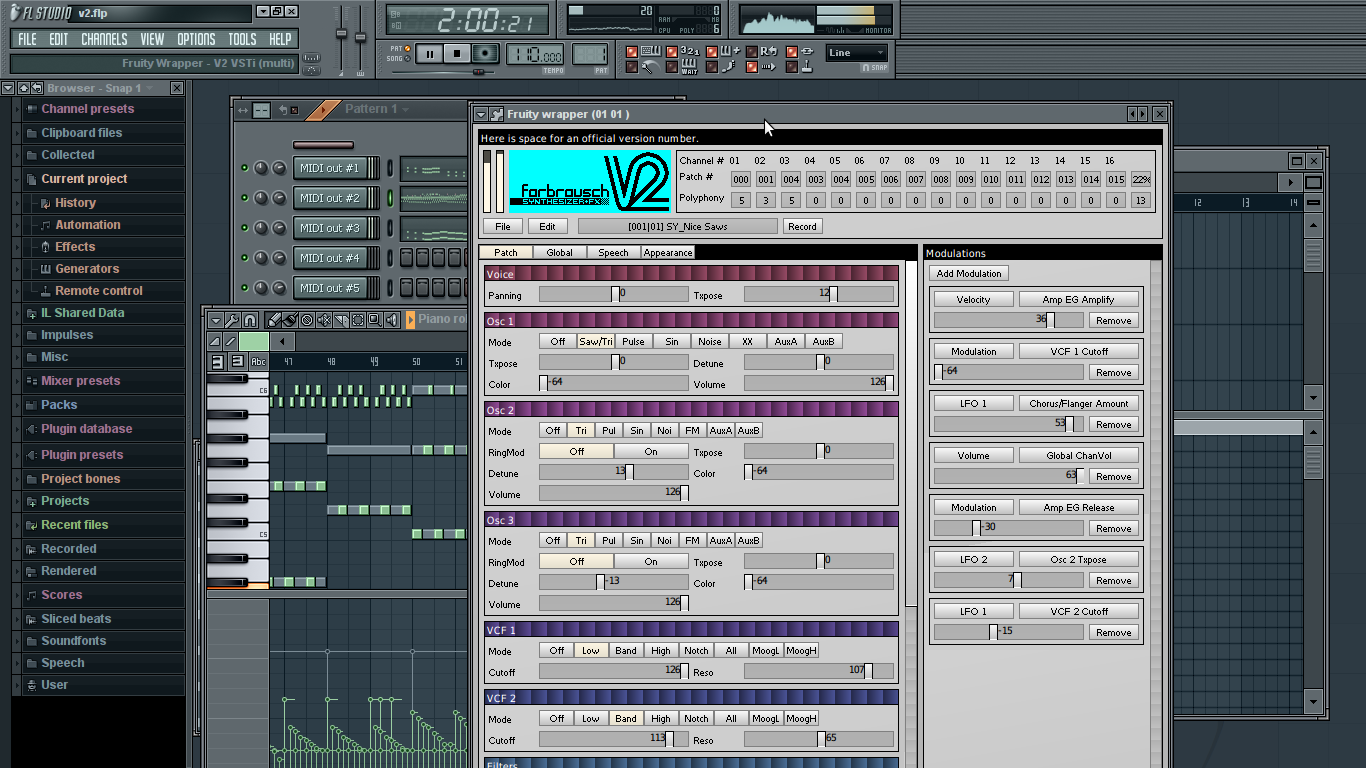 FL STUDIO v2.flp
FILE EDIT CHANNELS VIEW OPTIONS TOOLS HELP
Fruity Wrapper - V2 VSTi (multi)
2:00:21
20
RAM
CPU
POLY
6
MONITOR
PAT
SONG
110.000
TEMPO
PAT
3 2 1
WAIT
Line
SNAP
Browser - Snap 1
Channel presets
Clipboard files
Collected
Current project
History
Automation
Effects
Generators
Remote control
IL Shared Data
Impulses
Misc
Mixer presets
Packs
Plugin database
Plugin presets
Project bones
Projects
Recent files
Recorded
Rendered
Scores
Sliced beats
Soundfonts
Speech
User
Pattern 1
MIDI out #1
MIDI out #2
MIDI out #3
MIDI out #4
MIDI out #5
Piano ro
Abc
47 48 49 50 51
C6
C5
12 13 14
Fruity wrapper (01 01 )
Here is space for an official version number.
farbrausch V2
SYNTHESIZER+FX
Channel # 01 02 03 04 05 06 07 08 09 10 11 12 13 14 15 16
Patch # 000 001 004 003 004 005 006 007 008 009 010 011 012 013 014 015 22%
Polyphony 5 3 5 0 0 0 0 0 0 0 0 0 0 0 0 0 13
File Edit [001|01] SY_Nice Saws Record
Patch Global Speech Appearance
Voice
Panning 0 Txpose 12
Osc 1
Mode Off Saw/Tri Pulse Sin Noise XX AuxA AuxB
Txpose 0 Detune 0
Color -64 Volume 126
Osc 2
Mode Off Tri Pul Sin Noi FM AuxA AuxB
RingMod Off On Txpose 0
Detune 13 Color -64
Volume 126
Osc 3
Mode Off Tri Pul Sin Noi FM AuxA AuxB
RingMod Off On Txpose 0
Detune -13 Color -64
Volume 126
VCF 1
Mode Off Low Band High Notch All MoogL MoogH
Cutoff 126 Reso 107
VCF 2
Mode Off Low Band High Notch All MoogL MoogH
Cutoff 113 Reso 65
Filters
Modulations
Add Modulation
Velocity Amp EG Amplify
36 Remove
Modulation VCF 1 Cutoff
-64 Remove
LFO 1 Chorus/Flanger Amount
53 Remove
Volume Global ChanVol
63 Remove
Modulation Amp EG Release
-30 Remove
LFO 2 Osc 2 Txpose
7 Remove
LFO 1 VCF 2 Cutoff
-15 Remove